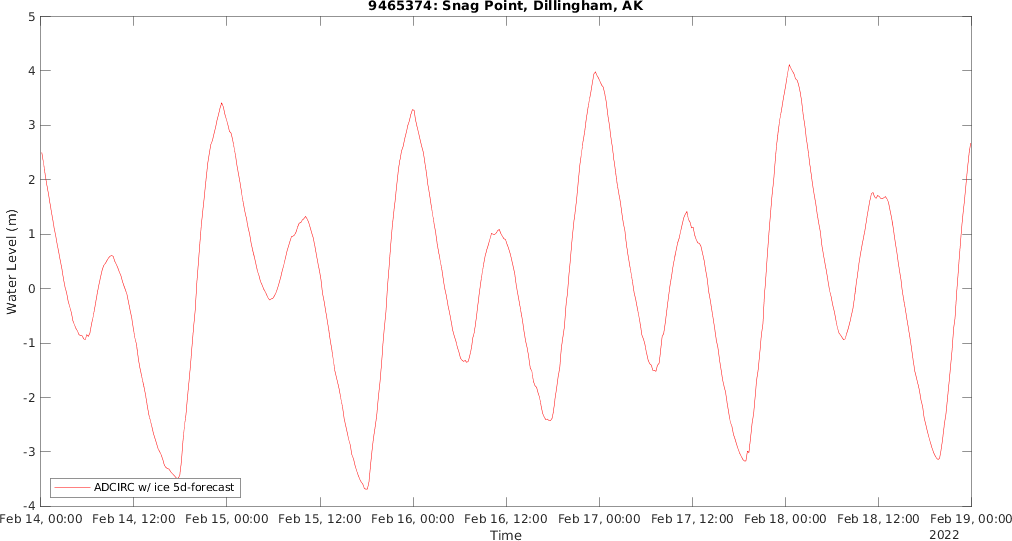 9465374: Snag Point, Dillingham, AK
5
4
3
2
1
0
-1
-2
-3
-4
Water Level (m)
ADCIRC w/ ice 5d-forecast
Feb 14, 00:00 Feb 14, 12:00 Feb 15, 00:00 Feb 15, 12:00 Feb 16, 00:00 Feb 16, 12:00 Feb 17, 00:00 Feb 17, 12:00 Feb 18, 00:00 Feb 18, 12:00 Feb 19, 00:00
Time
2022